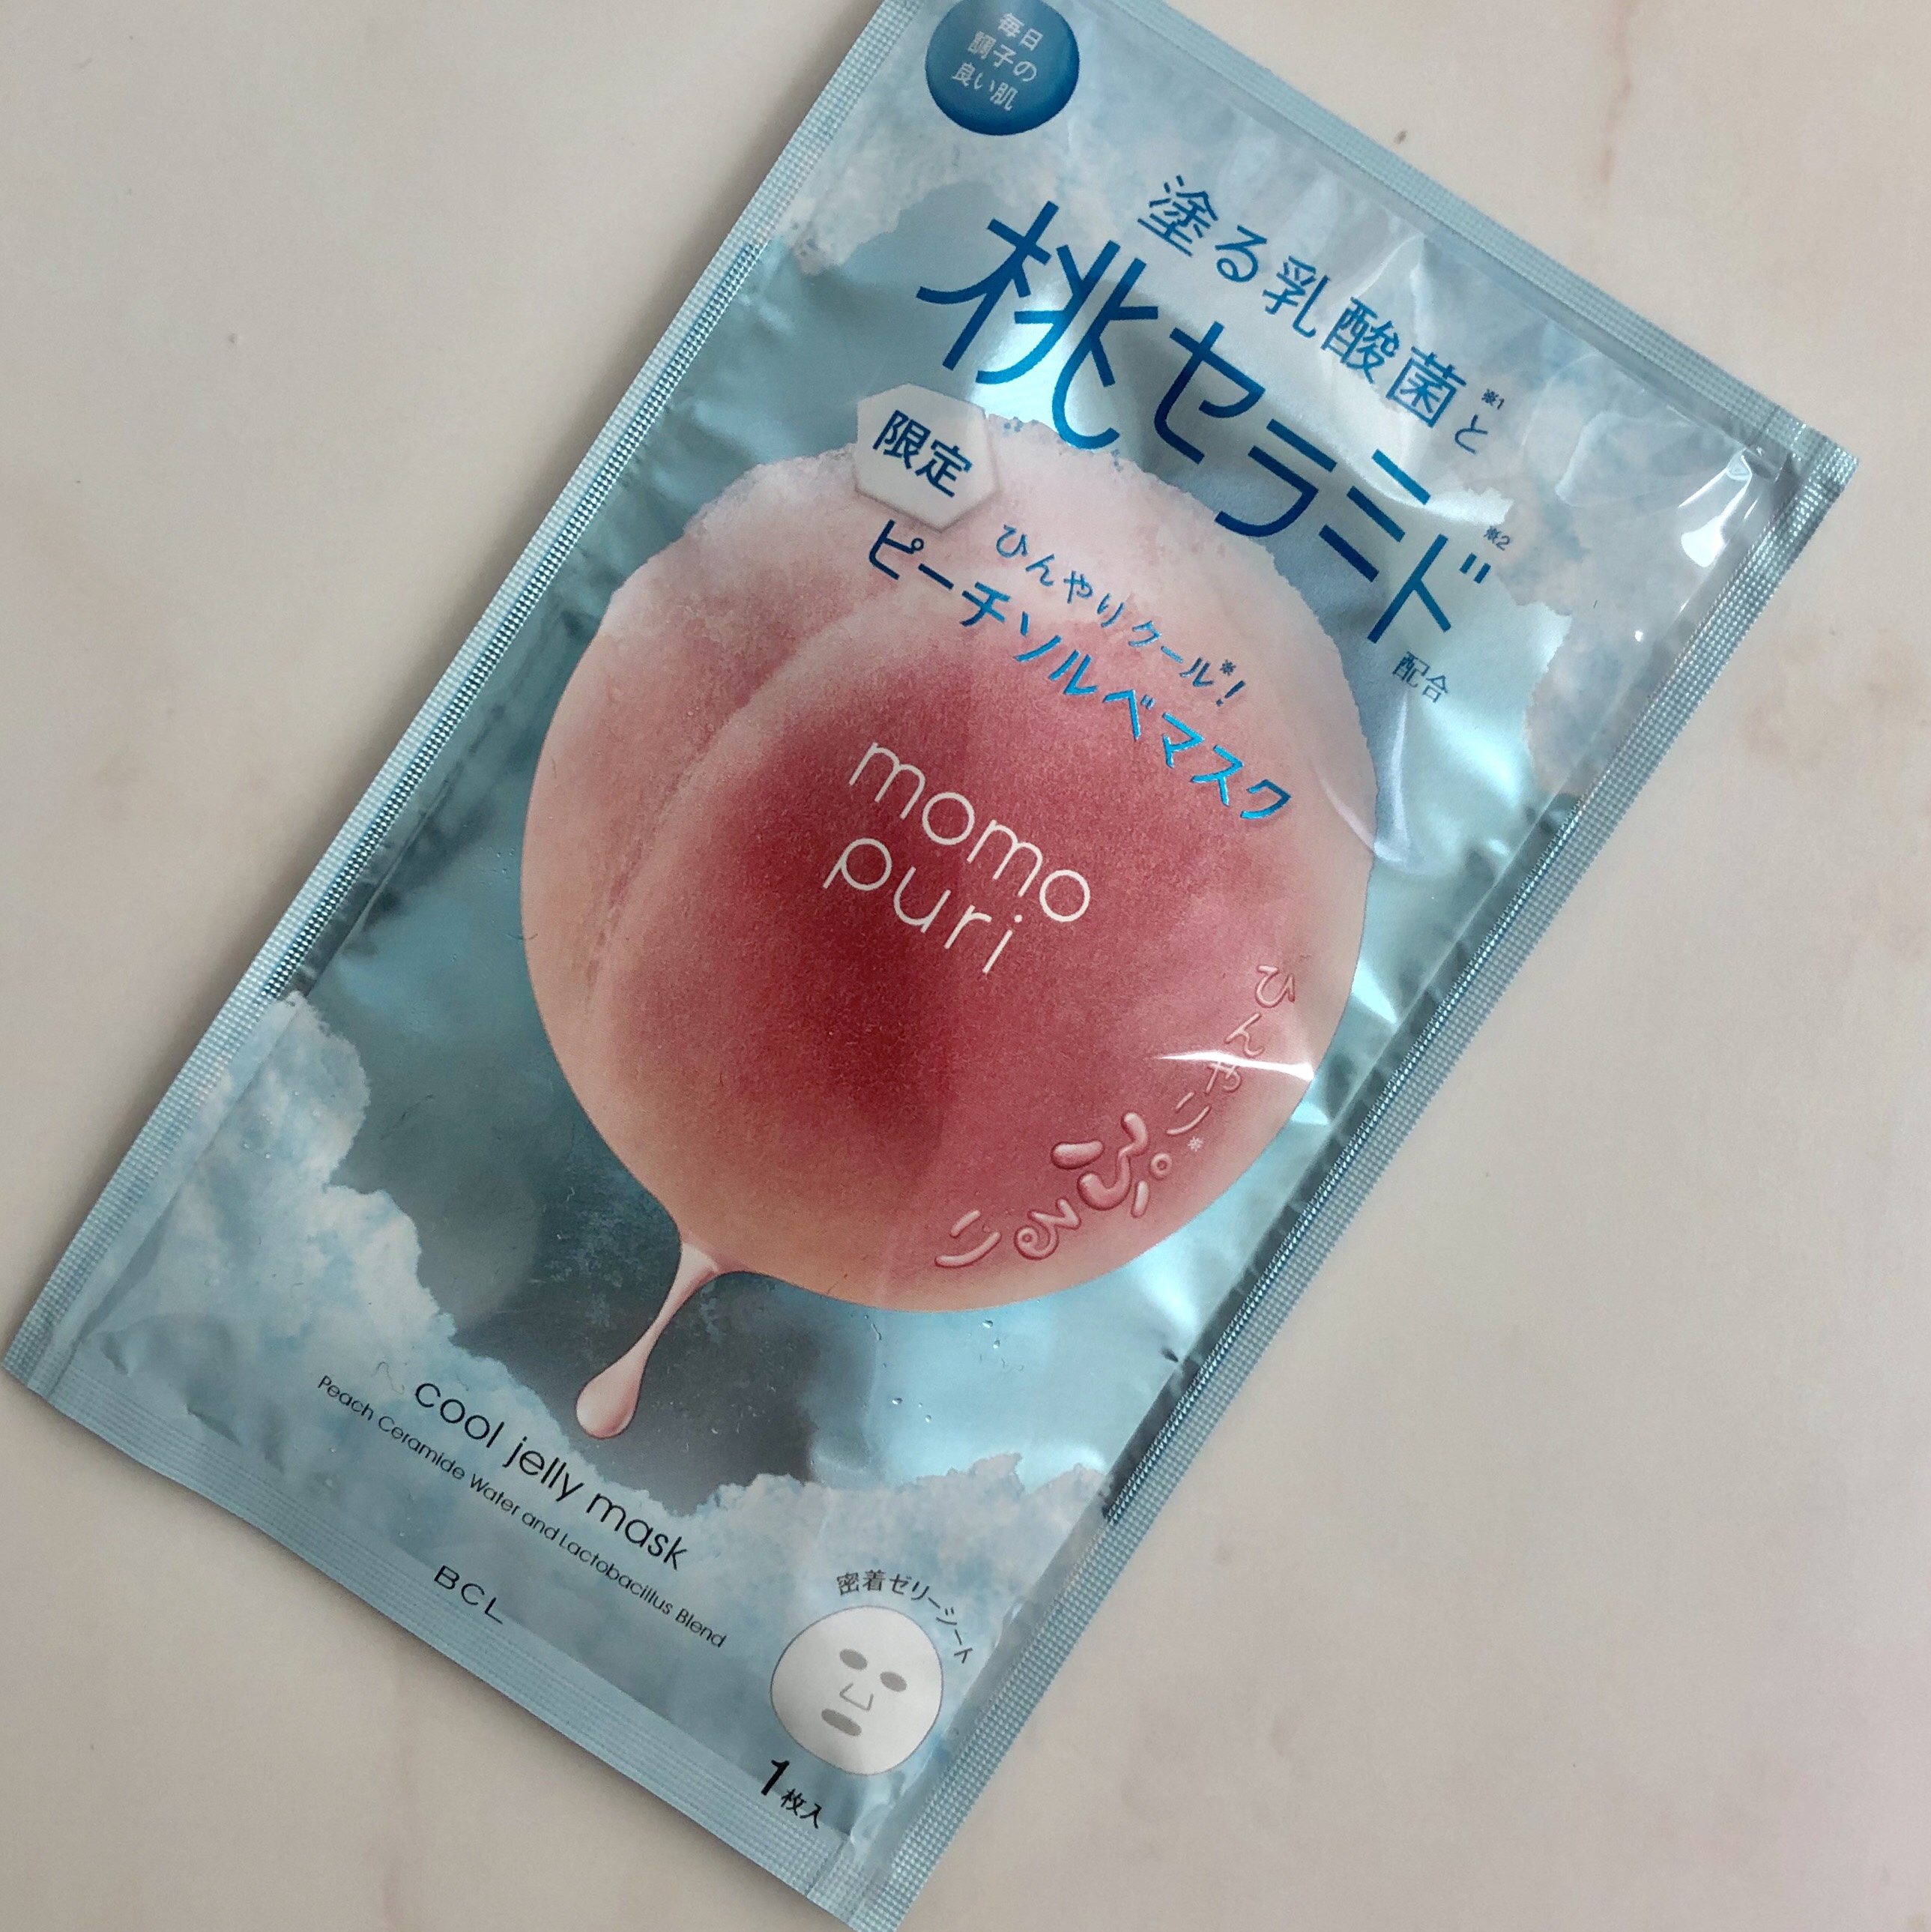 毎日
調子の
良い肌
塗る乳酸菌※1と
桃セラミド※2
配合
限定
ひんやりクール※!
ピーチソルベマスク
momo
puri
ひんやり※
ぷるり
cool jelly mask
Peach Ceramide Water and Lactobacillus Blend
BCL
密着ゼリーシート
1枚入